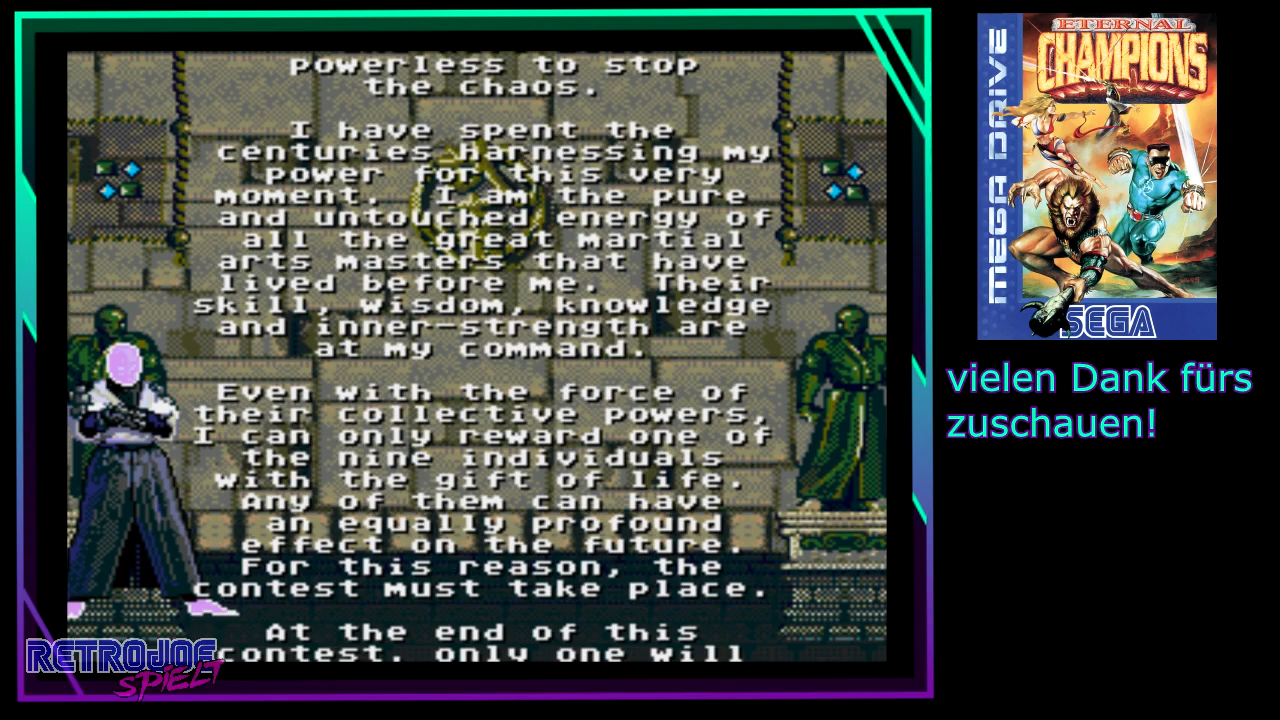 powerless to stop
the chaos.
I have spent the
centuries harnessing my
power for this very
moment. I am the pure
and untouched energy of
all the great martial
arts masters that have
lived before me. Their
skill, wisdom, knowledge
and inner-strength are
at my command.
Even with the force of
their collective powers,
I can only reward one of
the nine individuals
with the gift of life.
Any of them can have
an equally profound
effect on the future.
For this reason, the
contest must take place.
At the end of this
contest, only one will
RETROJOE
SPIELT
MEGA DRIVE
ETERNAL
CHAMPIONS
SEGA
vielen Dank fürs
zuschauen!